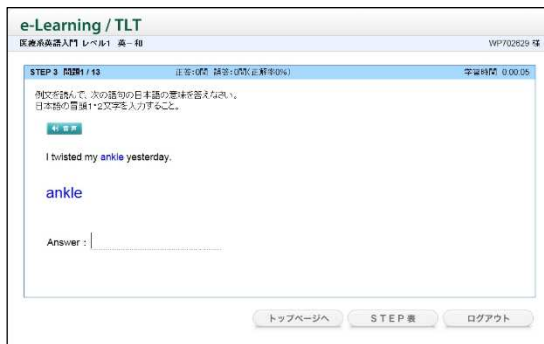 e-Learning / TLT
医療系英語入門 レベル1 英-和
WP702629 様
STEP 3 問題1 / 13 正答:0問 誤答:0問(正解率0%) 学習時間 0:00:05
例文を読んで、次の語句の日本語の意味を答えなさい。
日本語の冒頭1・2文字を入力すること。
音声
I twisted my ankle yesterday.
ankle
Answer :
トップページへ STEP表 ログアウト